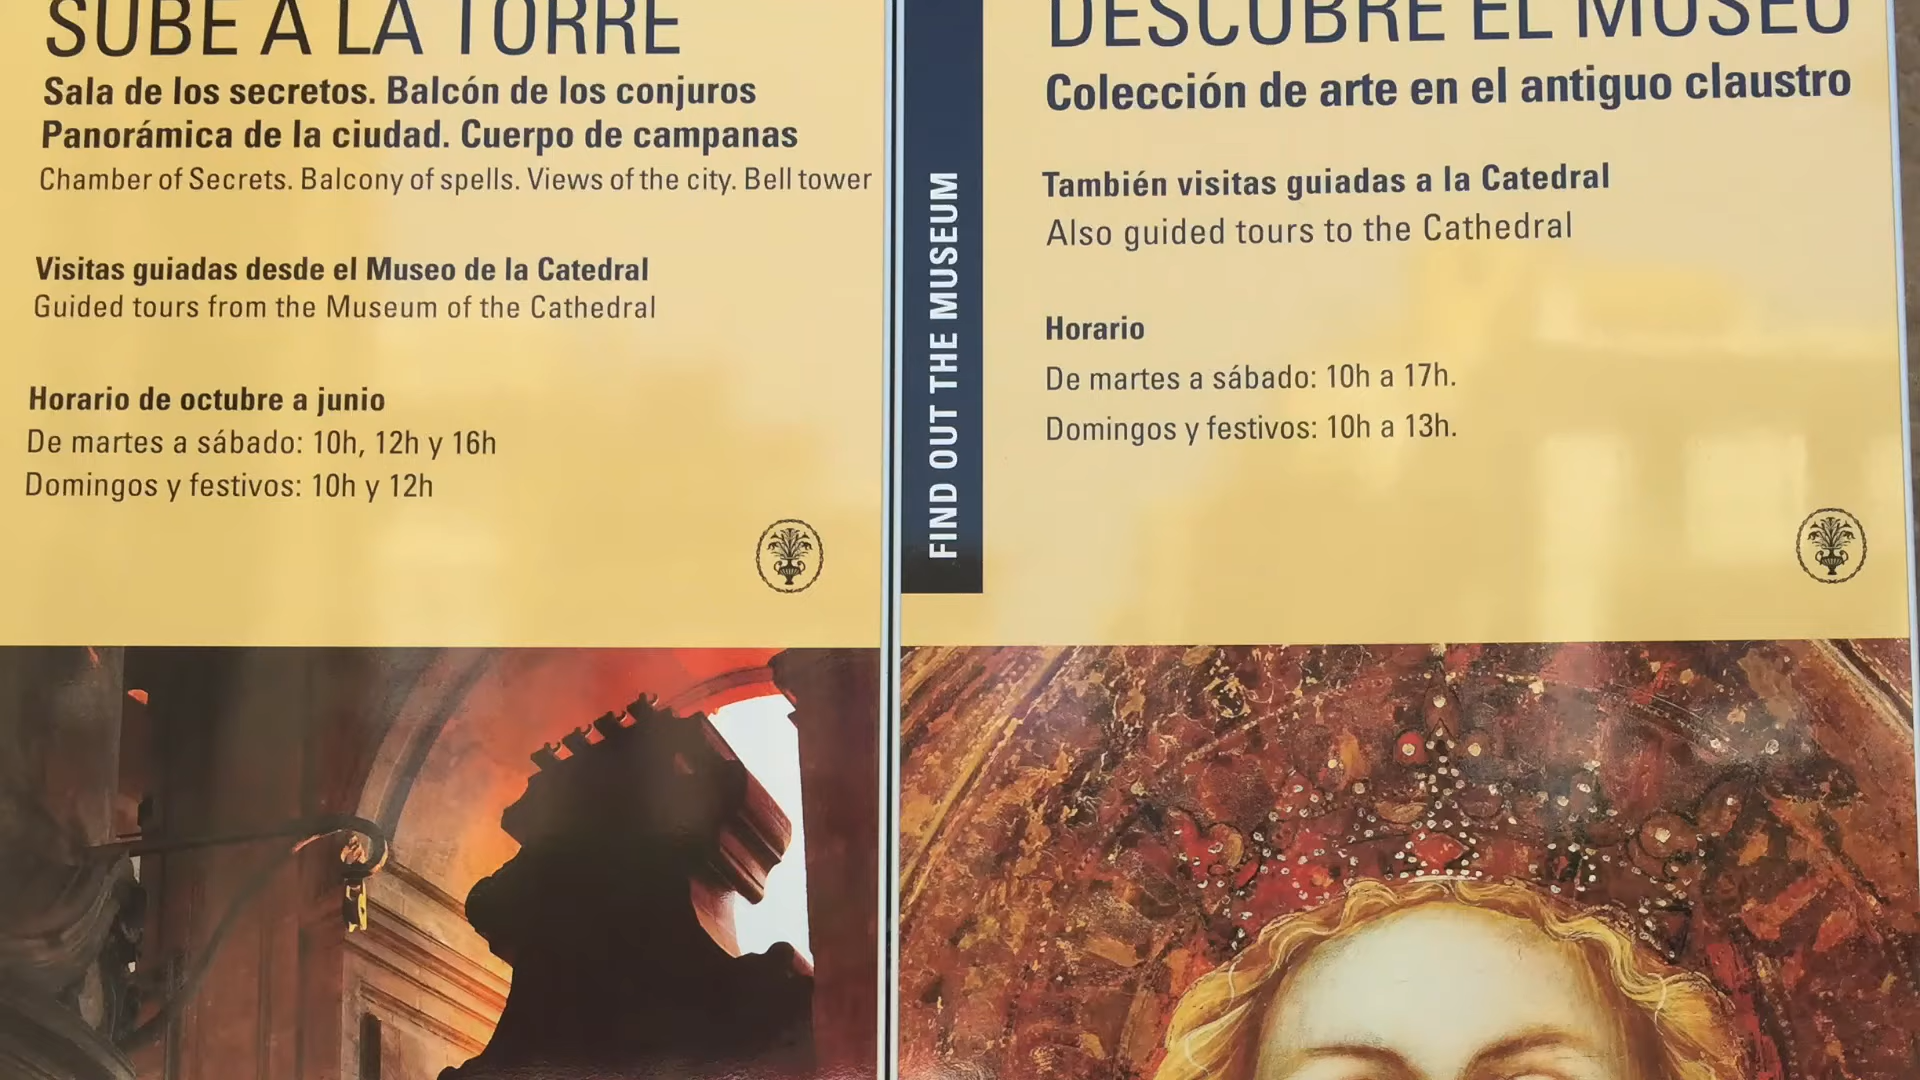 SUBE A LA TORRE
Sala de los secretos. Balcón de los conjuros
Panorámica de la ciudad. Cuerpo de campanas
Chamber of Secrets. Balcony of spells. Views of the city. Bell tower
Visitas guiadas desde el Museo de la Catedral
Guided tours from the Museum of the Cathedral
Horario de octubre a junio
De martes a sábado: 10h, 12h y 16h
Domingos y festivos: 10h y 12h
FIND OUT THE MUSEUM
DESCUBRE EL MUSEO
Colección de arte en el antiguo claustro
También visitas guiadas a la Catedral
Also guided tours to the Cathedral
Horario
De martes a sábado: 10h a 17h.
Domingos y festivos: 10h a 13h.